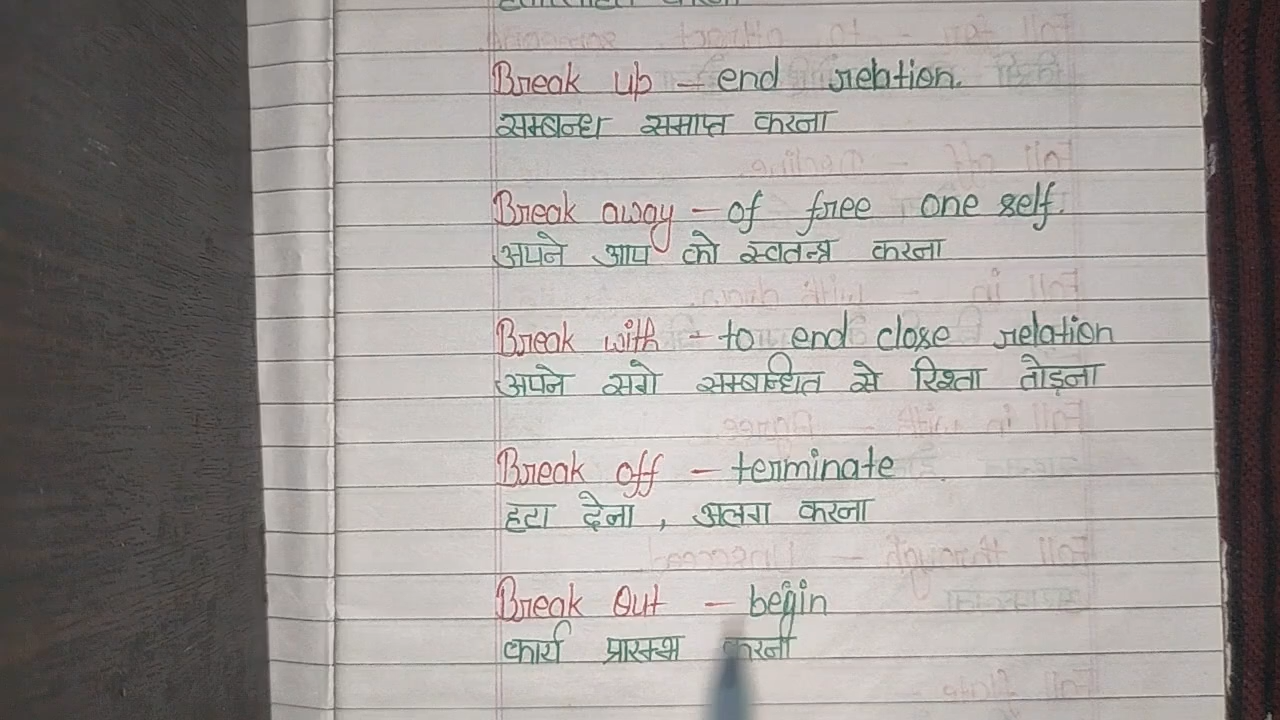 Break up - end relation.
सम्बन्ध समाप्त करना
Break away - of free one self.
अपने आप को स्वतन्त्र करना
Break with - to end close relation
अपने सगे सम्बन्धित से रिश्ता तोड़ना
Break off - terminate
हटा देना , अलग करना
Break Out - begin
कार्य प्रारम्भ करना